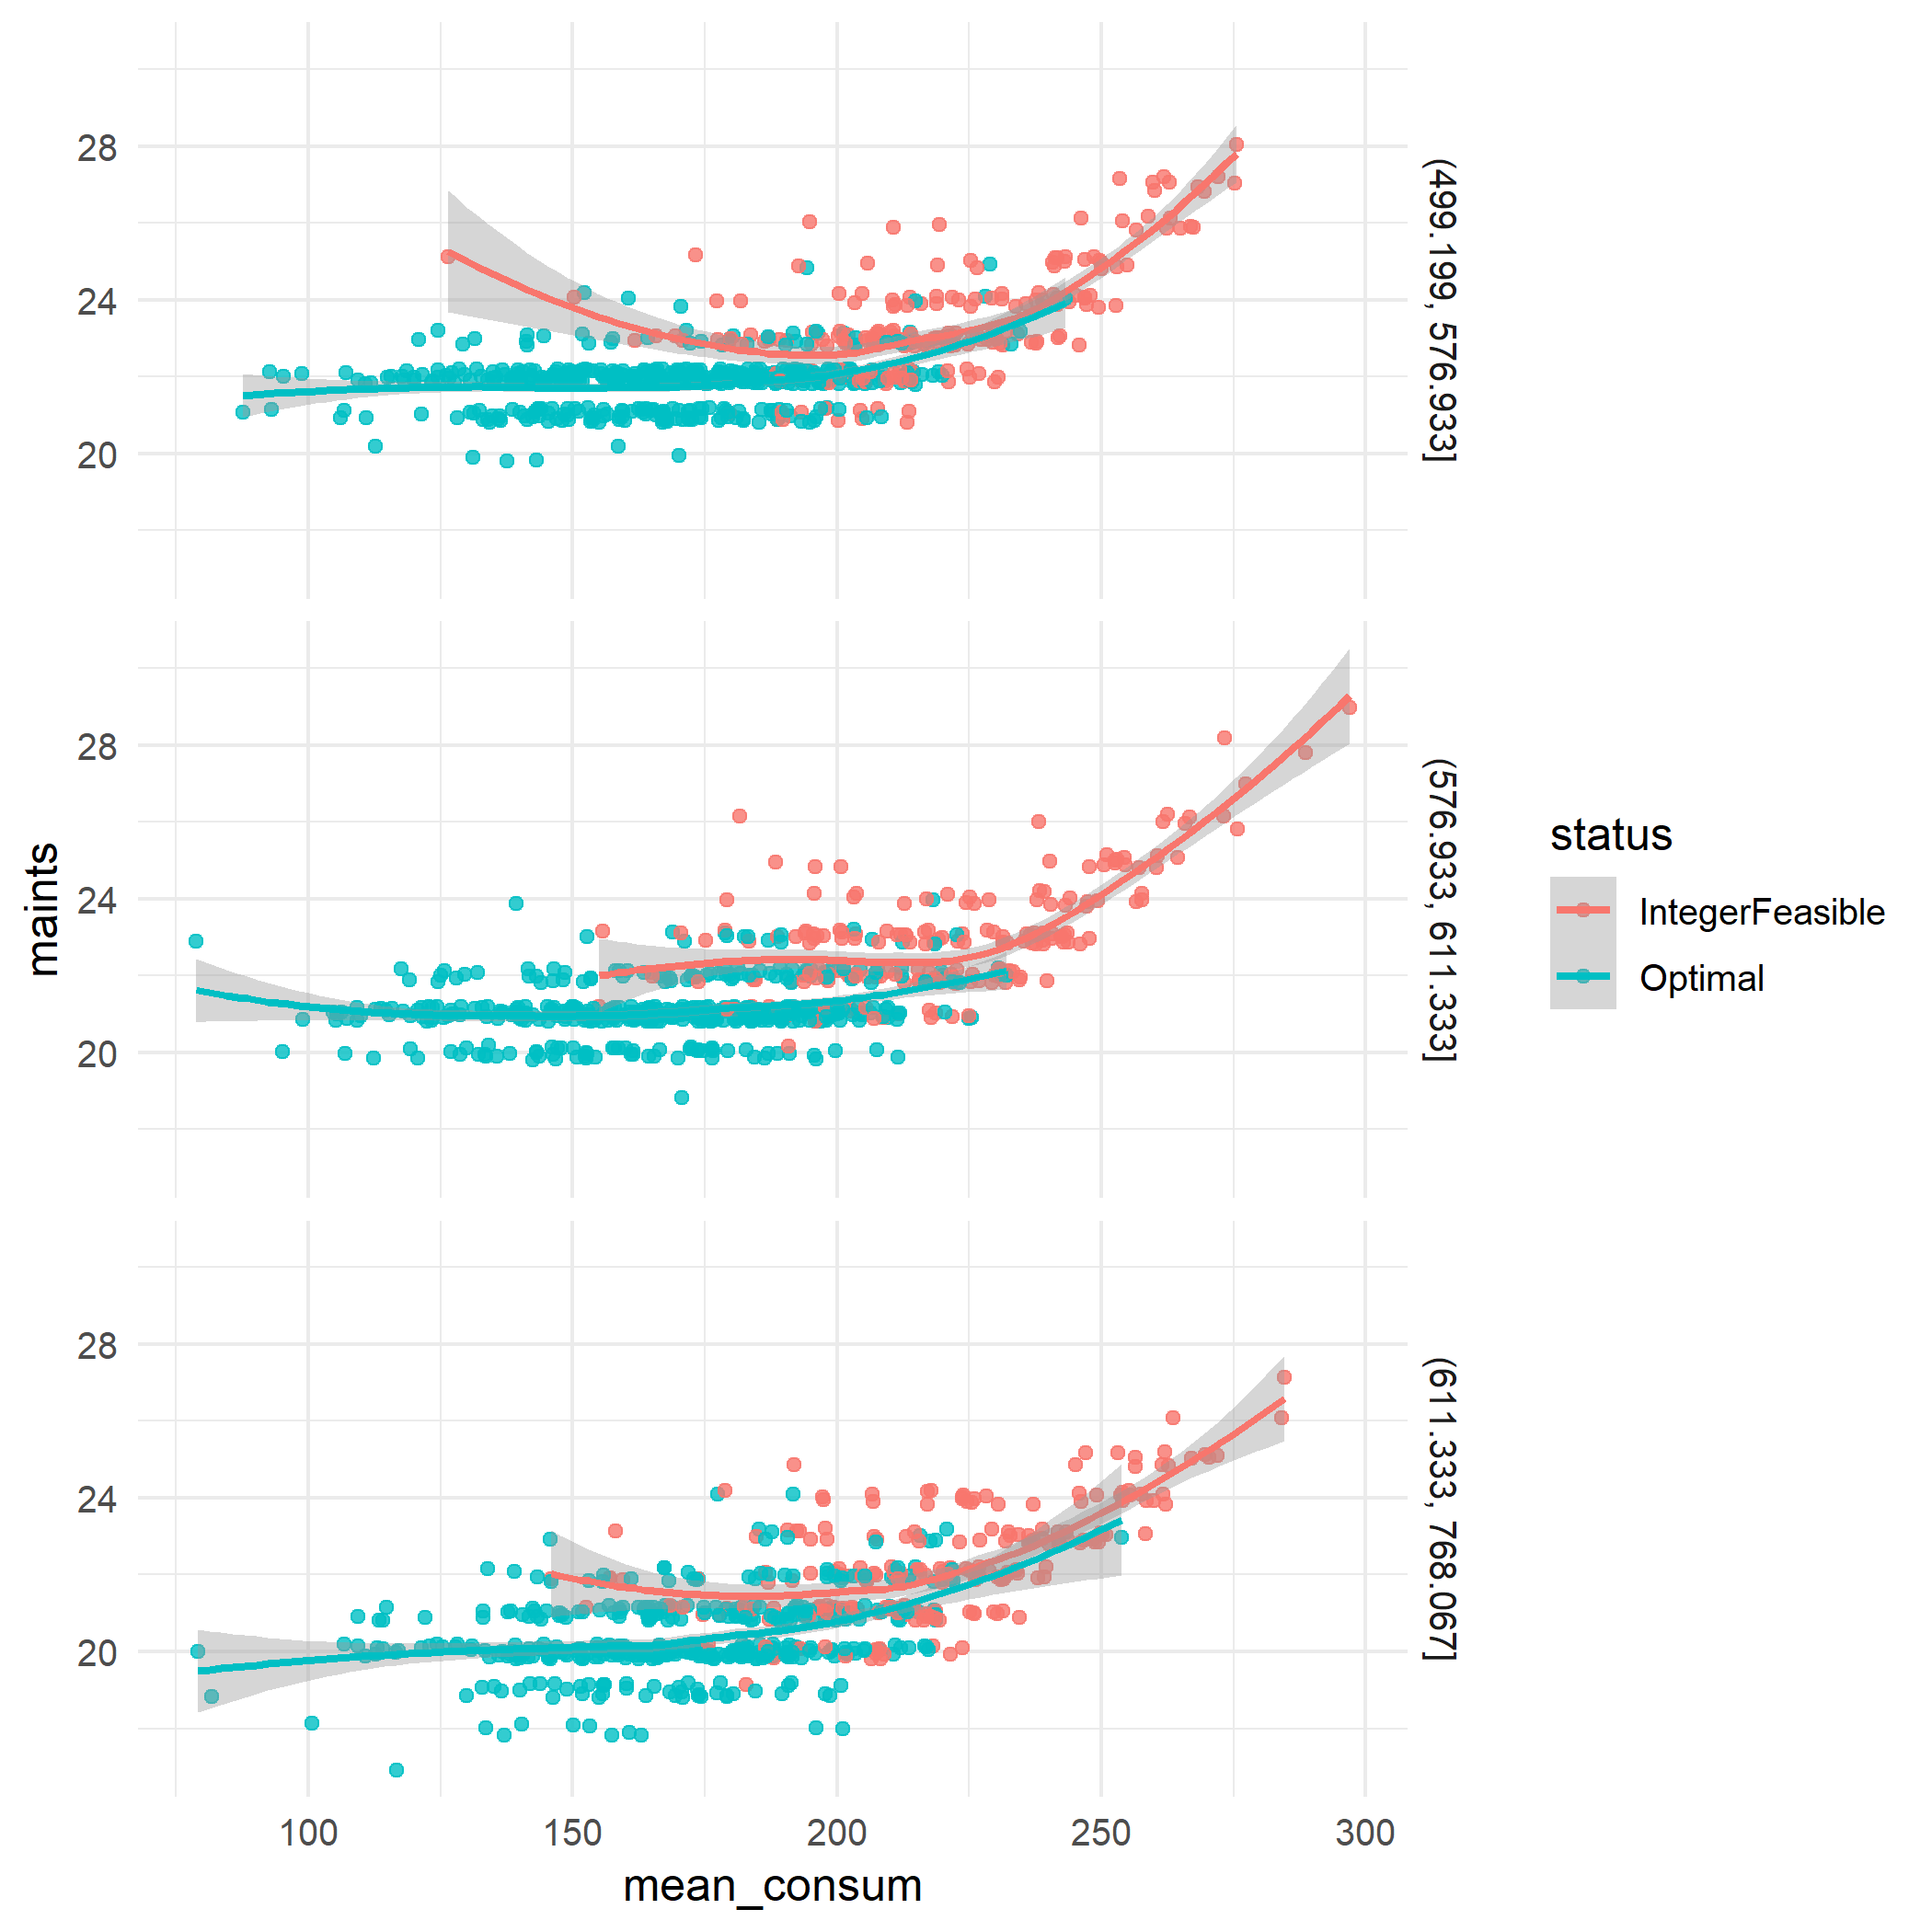 maints
28
24
20
(499.199, 576.933]
28
24
20
(576.933, 611.333]
28
24
20
(611.333, 768.067]
100 150 200 250 300
mean_consum
status
IntegerFeasible
Optimal